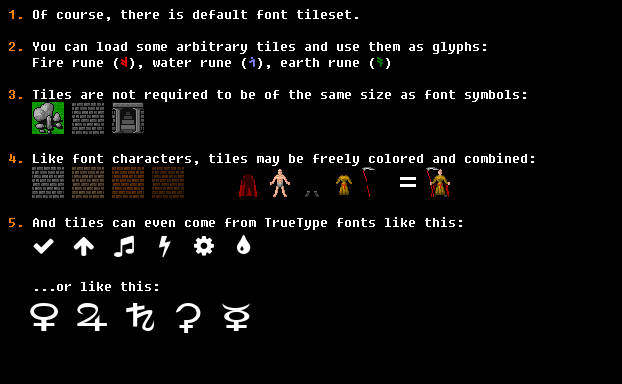 1. Of course, there is default font tileset.
2. You can load some arbitrary tiles and use them as glyphs:
Fire rune (), water rune (), earth rune ()
3. Tiles are not required to be of the same size as font symbols:
4. Like font characters, tiles may be freely colored and combined:
=
5. And tiles can even come from TrueType fonts like this:
...or like this:
♀ ♃ ♄ ⚳ ☿